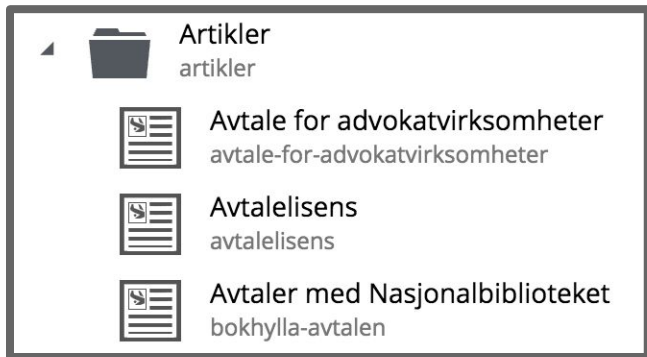 Artikler
artikler
Avtale for advokatvirksomheter
avtale-for-advokatvirksomheter
Avtalelisens
avtalelisens
Avtaler med Nasjonalbiblioteket
bokhylla-avtalen